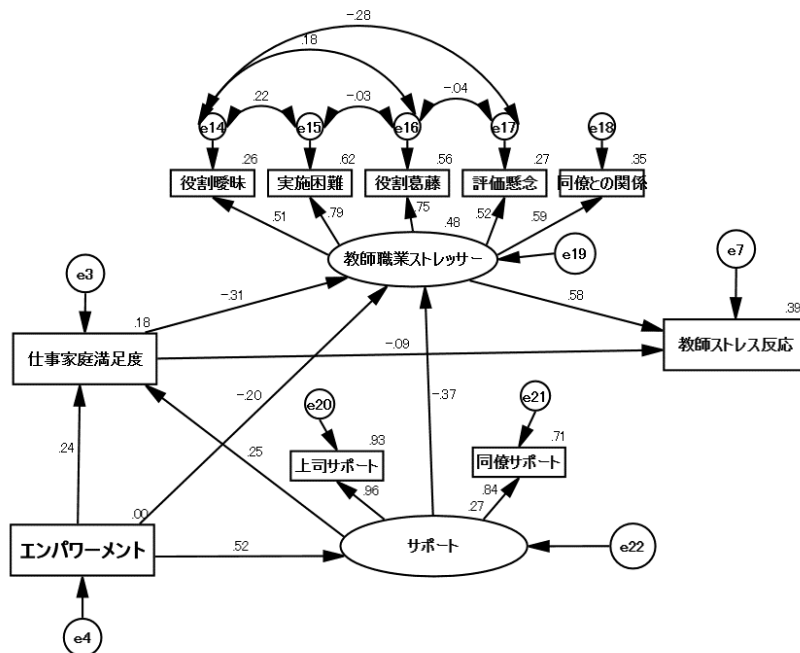 -.28
.18
.22
-.03
-.04
e14
e15
e16
e17
e18
.26
.62
.56
.27
.35
役割曖昧
実施困難
役割葛藤
評価懸念
同僚との関係
.51
.79
.75
.52
.59
.48
教師職業ストレッサー
e19
e3
e7
.18
-.31
.58
.39
仕事家庭満足度
-.09
教師ストレス反応
-.20
-.37
e20
e21
.24
.25
.93
.71
上司サポート
同僚サポート
.96
.84
.00
.27
エンパワーメント
.52
サポート
e22
e4